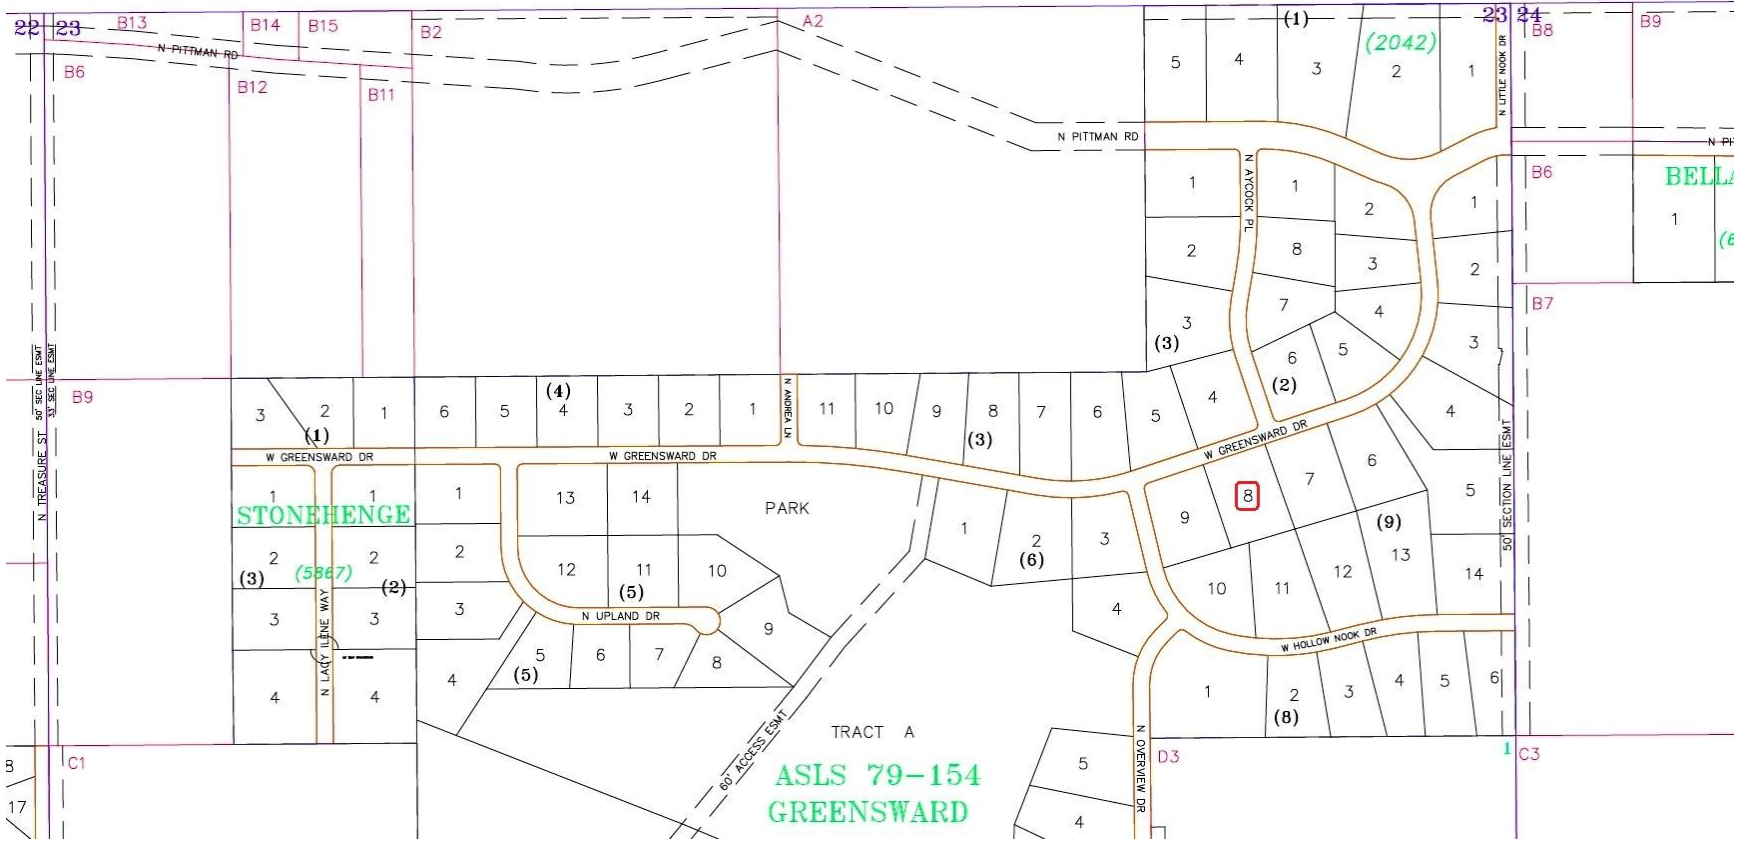 22 23
B13
B14
B15
B2
A2
(1)
23 24
B8
B9
N PITTMAN RD
B6
B12
B11
5
4
3
2
1
(2042)
N LITTLE NOOK DR
N PITTMAN RD
N PI
B6
BELLA
1
(6
B7
N AYCOCK PL
1
2
3
(3)
1
8
7
6
5
(2)
2
3
4
1
2
3
4
5
N TREASURE ST
50' SEC LINE ESMT
33' SEC LINE ESMT
B9
3
2
1
(1)
6
5
4
(4)
3
2
1
N ANDREA LN
11
10
9
8
(3)
7
6
5
4
W GREENSWARD DR
W GREENSWARD DR
W GREENSWARD DR
50' SECTION LINE ESMT
1
1
STONEHENGE
2
2
(3)
(5867)
(2)
3
3
4
4
N LACY ILENE WAY
1
2
3
4
13
14
12
11
10
(5)
N UPLAND DR
5
6
7
8
9
(5)
PARK
1
2
3
(6)
4
9
8
7
6
(9)
10
11
12
13
14
W HOLLOW NOOK DR
1
2
3
4
5
6
(8)
60' ACCESS ESMT
TRACT A
ASLS 79-154
GREENSWARD
N OVERVIEW DR
5
4
D3
1
C3
C1
8
17